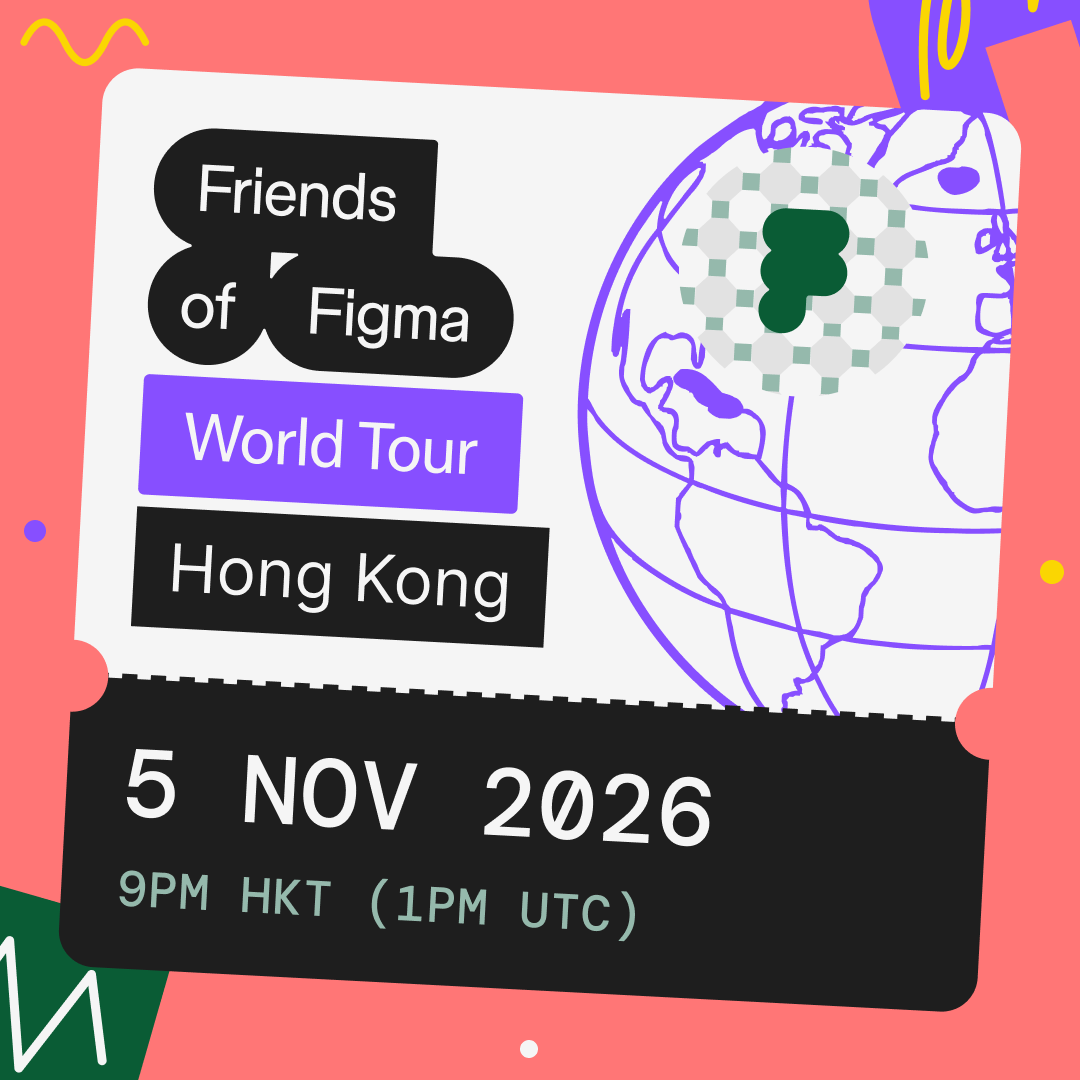 Friends
of Figma
World Tour
Hong Kong
5 NOV 2026
9PM HKT (1PM UTC)